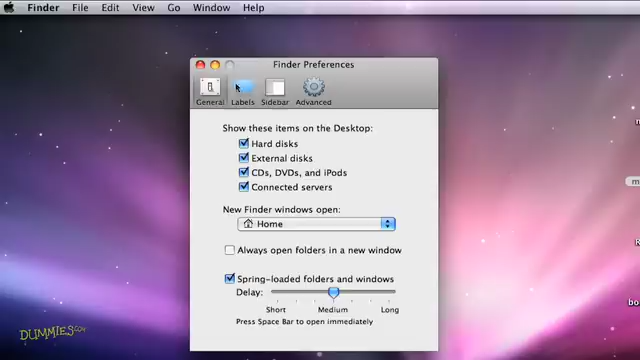 Finder File Edit View Go Window Help
Finder Preferences
General Labels Sidebar Advanced
Show these items on the Desktop:
Hard disks
External disks
CDs, DVDs, and iPods
Connected servers
New Finder windows open:
Home
Always open folders in a new window
Spring-loaded folders and windows
Delay:
Short Medium Long
Press Space Bar to open immediately
DUMMIES.COM